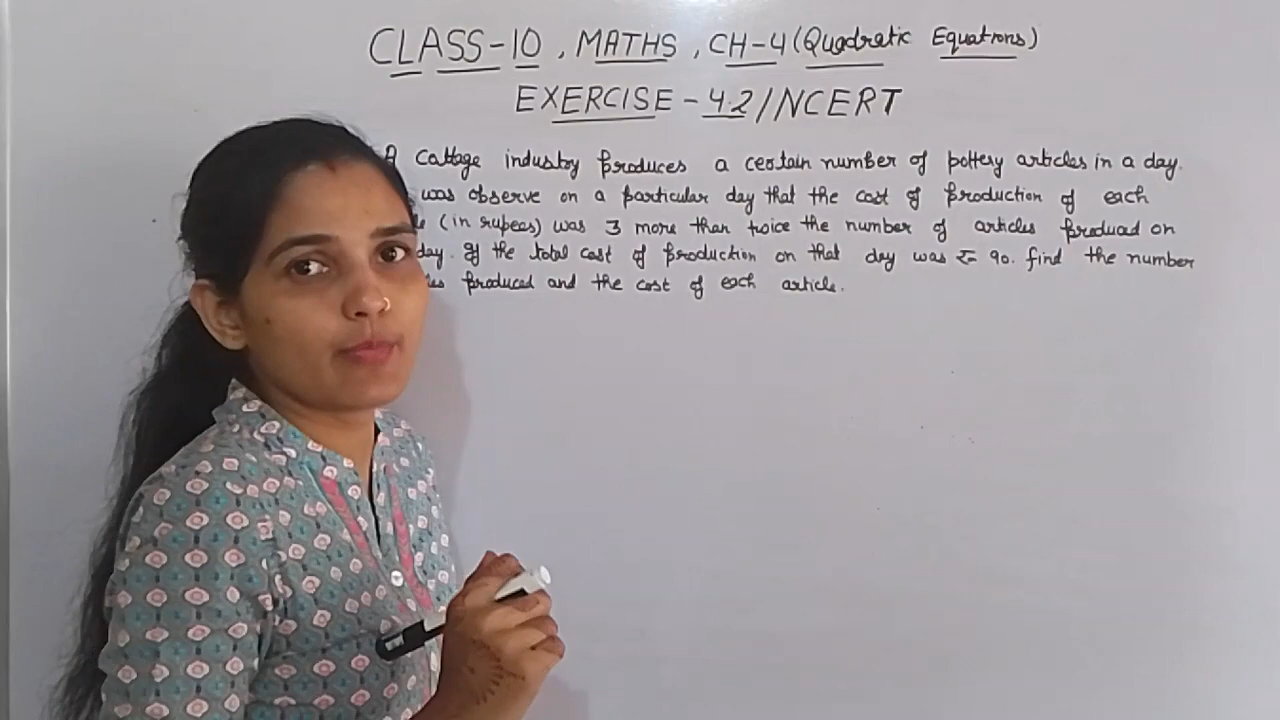 CLASS-10, MATHS, CH-4 (Quadratic Equations)
EXERCISE-4.2/NCERT
A cottage industry produces a certain number of pottery articles in a day.
was observe on a particular day that the cost of production of each
(in rupees) was 3 more than twice the number of articles produced on
day. If the total cost of production on that day was ₹ 90. find the number
produced and the cost of each article.